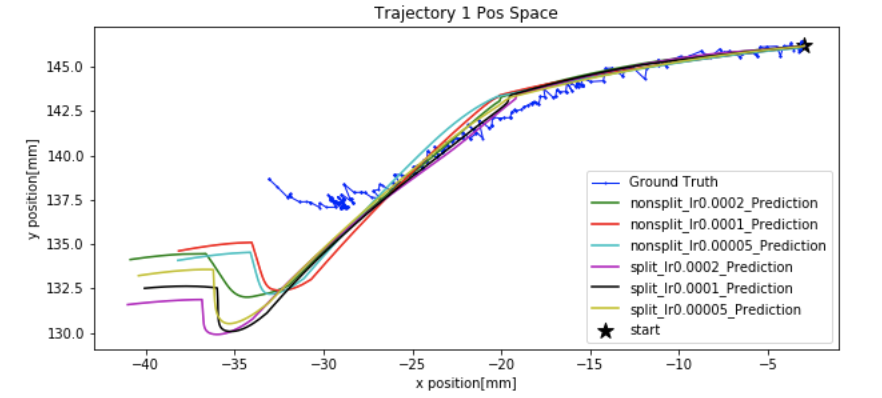 Trajectory 1 Pos Space
y position[mm]
145.0
142.5
140.0
137.5
135.0
132.5
130.0
Ground Truth
nonsplit_lr0.0002_Prediction
nonsplit_lr0.0001_Prediction
nonsplit_lr0.00005_Prediction
split_lr0.0002_Prediction
split_lr0.0001_Prediction
split_lr0.00005_Prediction
start
−40 −35 −30 −25 −20 −15 −10 −5
x position[mm]